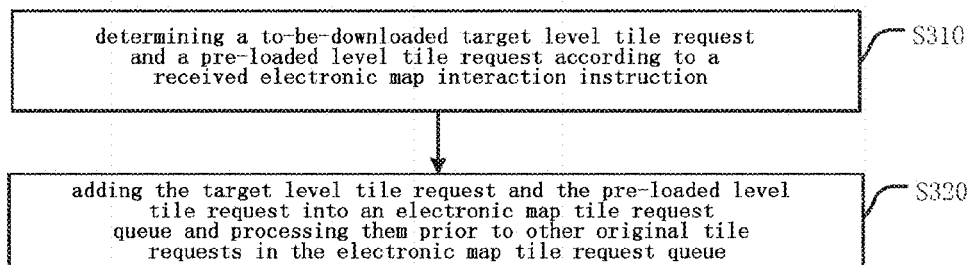 determining a to-be-downloaded target level tile request
and a pre-loaded level tile request according to a
received electronic map interaction instruction
S310
adding the target level tile request and the pre-loaded level
tile request into an electronic map tile request
queue and processing them prior to other original tile
requests in the electronic map tile request queue
S320